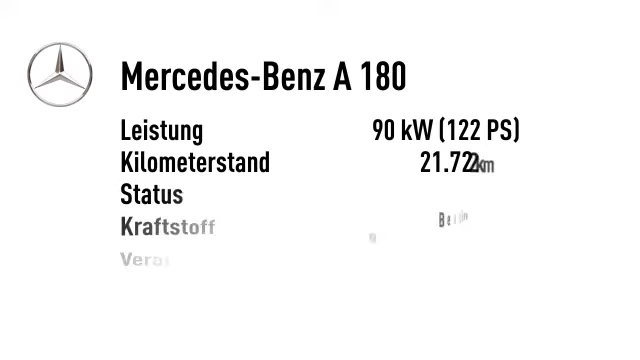 Mercedes-Benz A 180
Leistung 90 kW (122 PS)
Kilometerstand
Status
Kraftstoff